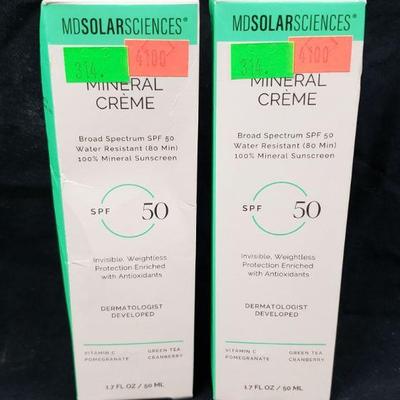 MDSOLARSCIENCES®
314.
4100
MINERAL
CRÈME
Broad Spectrum SPF 50
Water Resistant (80 Min)
100% Mineral Sunscreen
SPF 50
Invisible, Weightless
Protection Enriched
with Antioxidants
DERMATOLOGIST
DEVELOPED
VITAMIN C GREEN TEA
POMEGRANATE CRANBERRY
1.7 FL OZ / 50 ML
MDSOLARSCIENCES®
314.
4100
MINERAL
CRÈME
Broad Spectrum SPF 50
Water Resistant (80 Min)
100% Mineral Sunscreen
SPF 50
Invisible, Weightless
Protection Enriched
with Antioxidants
DERMATOLOGIST
DEVELOPED
VITAMIN C GREEN TEA
POMEGRANATE CRANBERRY
1.7 FL OZ / 50 ML